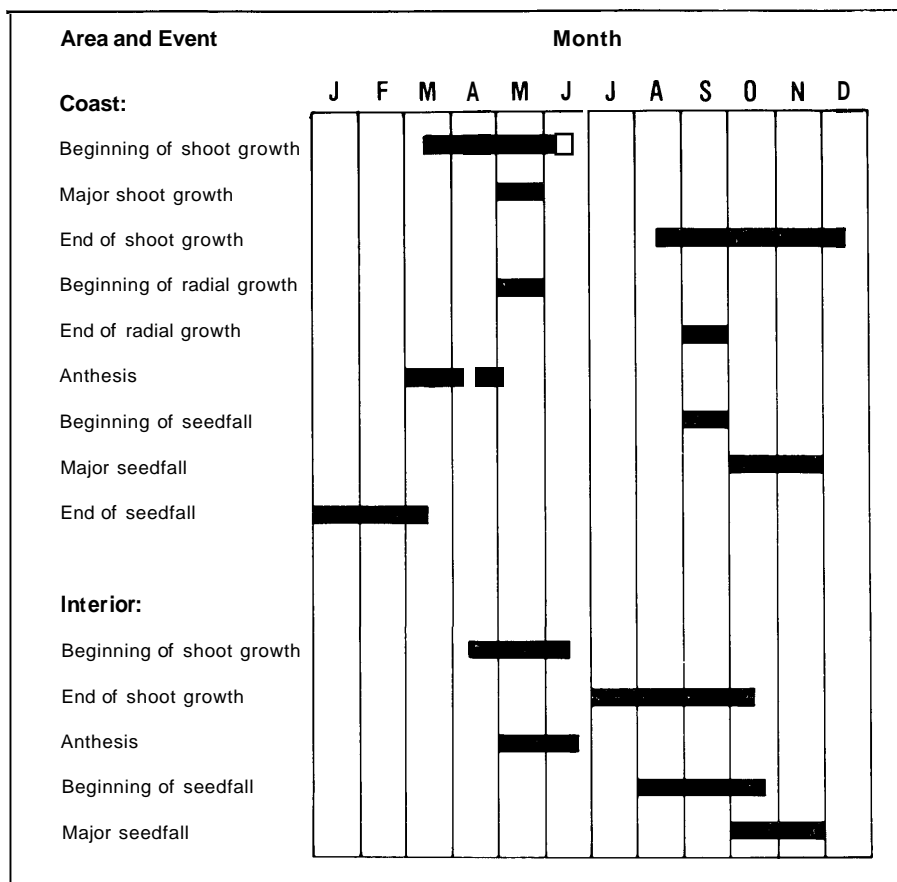 Area and Event Month
Coast: J F M A M J J A S O N D
Beginning of shoot growth
Major shoot growth
End of shoot growth
Beginning of radial growth
End of radial growth
Anthesis
Beginning of seedfall
Major seedfall
End of seedfall
Interior:
Beginning of shoot growth
End of shoot growth
Anthesis
Beginning of seedfall
Major seedfall